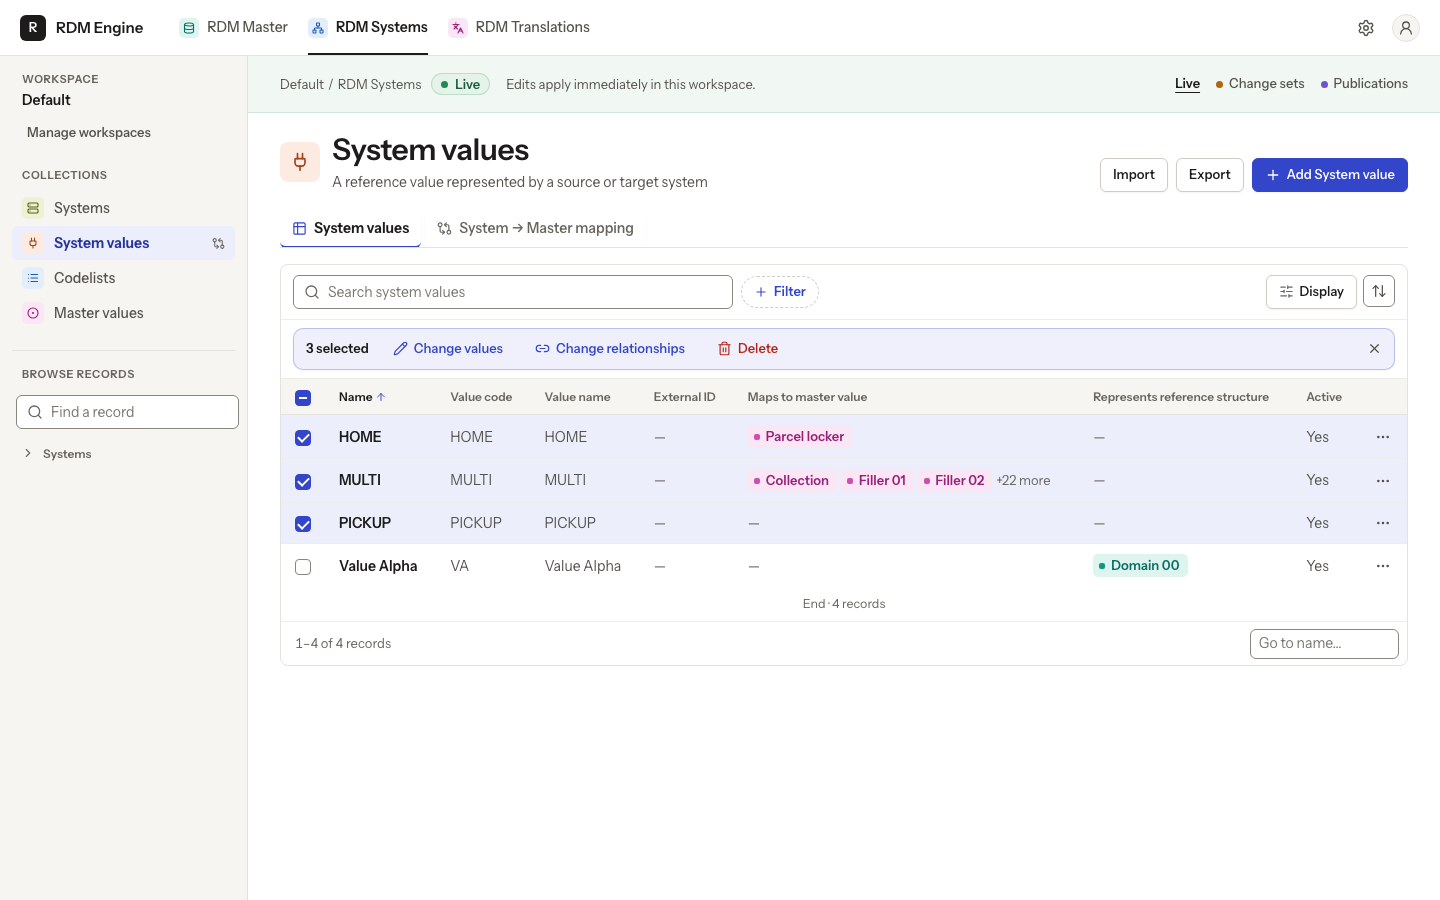 R RDM Engine RDM Master RDM Systems RDM Translations
WORKSPACE
Default
Manage workspaces
COLLECTIONS
Systems
System values
Codelists
Master values
BROWSE RECORDS
Find a record
Systems
Default / RDM Systems Live Edits apply immediately in this workspace. Live Change sets Publications
System values
A reference value represented by a source or target system
Import Export + Add System value
System values System → Master mapping
Search system values + Filter Display
3 selected Change values Change relationships Delete
Name ↑ Value code Value name External ID Maps to master value Represents reference structure Active
HOME HOME HOME — Parcel locker — Yes ···
MULTI MULTI MULTI — Collection Filler 01 Filler 02 +22 more — Yes ···
PICKUP PICKUP PICKUP — — — Yes ···
Value Alpha VA Value Alpha — — Domain 00 Yes ···
End · 4 records
1–4 of 4 records Go to name...